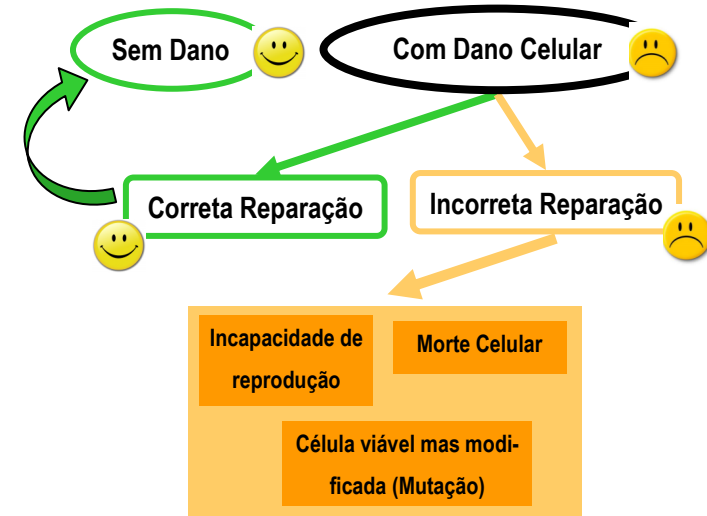 Sem Dano
Com Dano Celular
Correta Reparação
Incorreta Reparação
Incapacidade de
reprodução
Morte Celular
Célula viável mas modi-
ficada (Mutação)